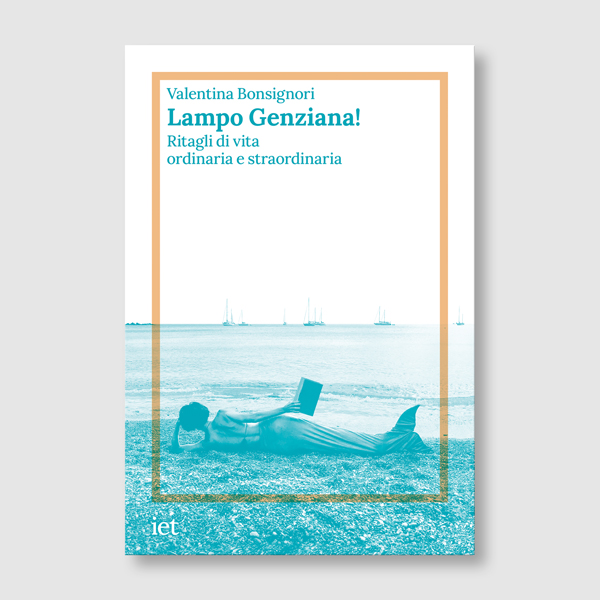 Valentina Bonsignori
Lampo Genziana!
Ritagli di vita
ordinaria e straordinaria
iet